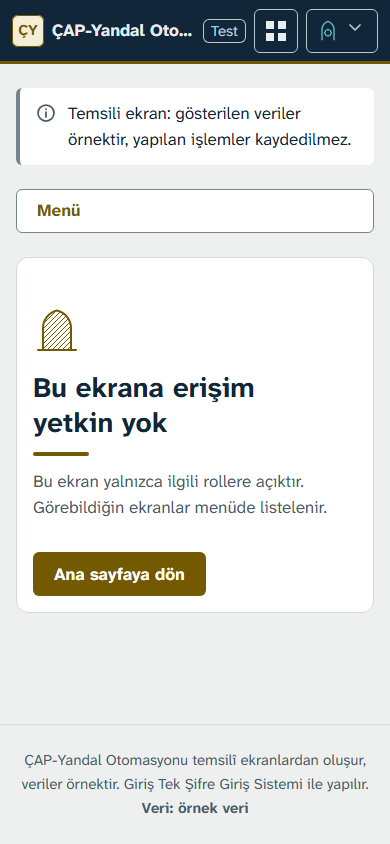 ÇY ÇAP-Yandal Oto... Test
Temsili ekran: gösterilen veriler
örnektir, yapılan işlemler kaydedilmez.
Menü
Bu ekrana erişim
yetkin yok
Bu ekran yalnızca ilgili rollere açıktır.
Görebildiğin ekranlar menüde listelenir.
Ana sayfaya dön
ÇAP-Yandal Otomasyonu temsilî ekranlardan oluşur,
veriler örnektir. Giriş Tek Şifre Giriş Sistemi ile yapılır.
Veri: örnek veri